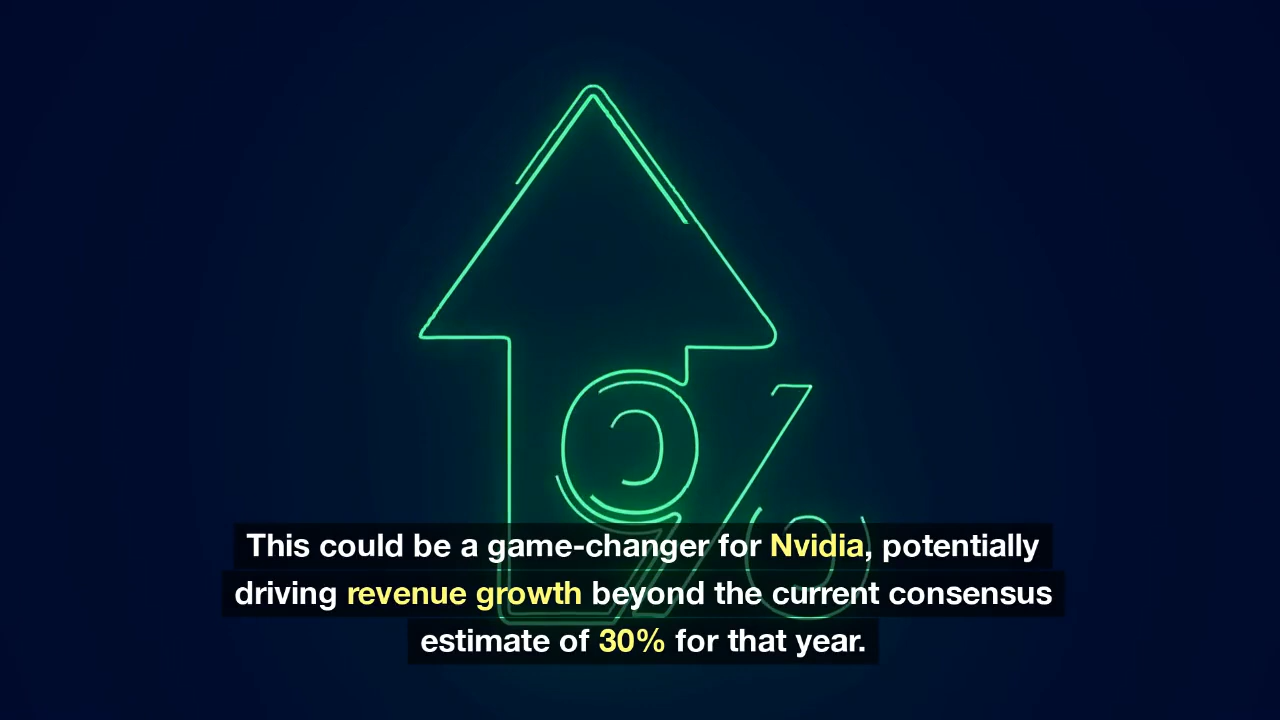 %
This could be a game-changer for Nvidia, potentially
driving revenue growth beyond the current consensus
estimate of 30% for that year.